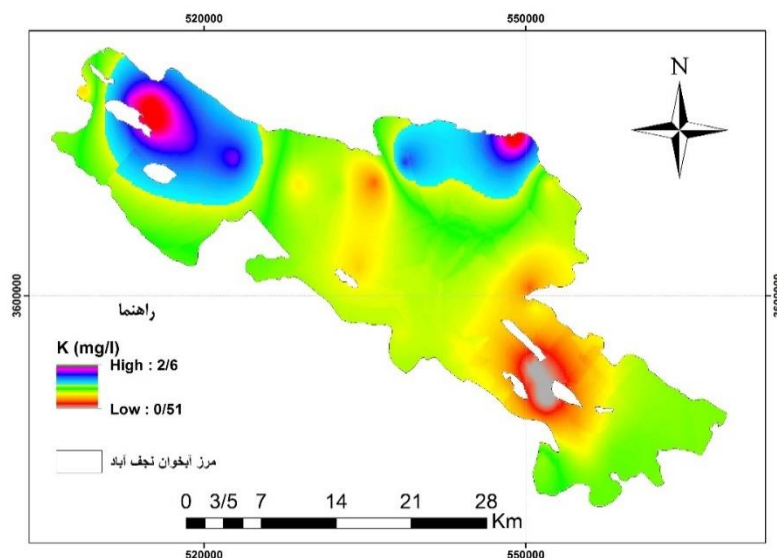 520000 550000
N
3600000 3600000
راهنما
K (mg/l)
High : 2/6
Low : 0/51
مرز آبخوان نجف آباد
0 3/5 7 14 21 28
Km
520000 550000